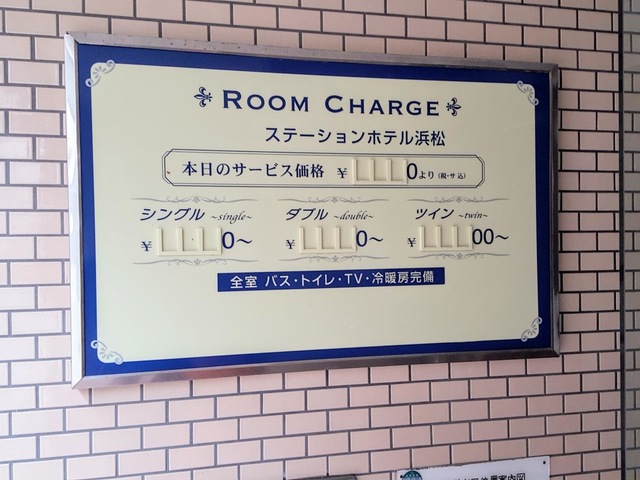 ROOM CHARGE
ステーションホテル浜松
本日のサービス価格 ¥ 0より(税・サ込)
シングル ~single~ ダブル ~double~ ツイン ~twin~
¥ 0~ ¥ 0~ ¥ 00~
全室 バス・トイレ・TV・冷暖房完備